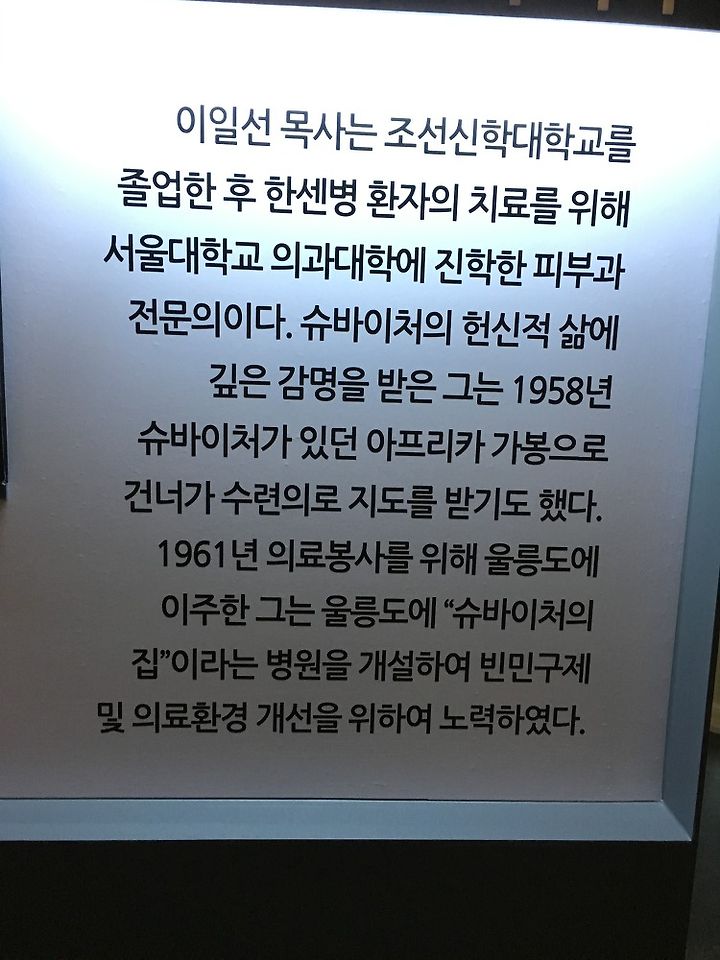 이일선 목사는 조선신학대학교를
졸업한 후 한센병 환자의 치료를 위해
서울대학교 의과대학에 진학한 피부과
전문의이다. 슈바이처의 헌신적 삶에
깊은 감명을 받은 그는 1958년
슈바이처가 있던 아프리카 가봉으로
건너가 수련의로 지도를 받기도 했다.
1961년 의료봉사를 위해 울릉도에
이주한 그는 울릉도에 “슈바이처의
집”이라는 병원을 개설하여 빈민구제
및 의료환경 개선을 위하여 노력하였다.